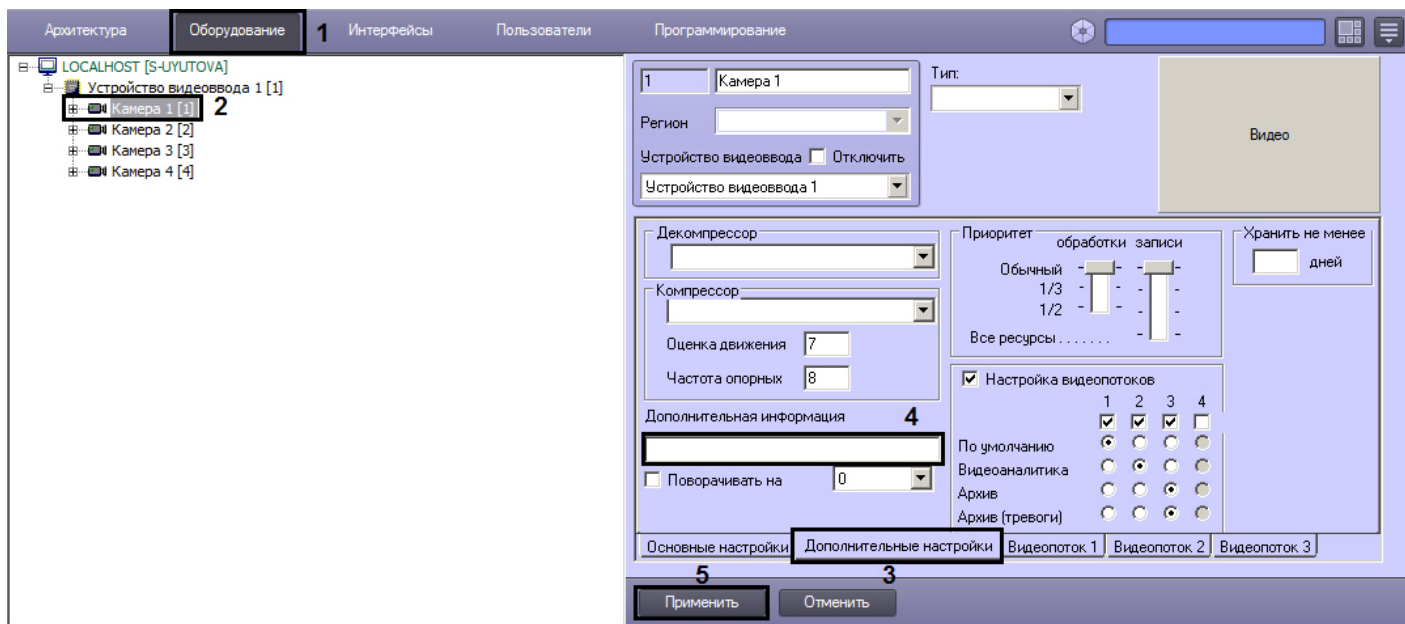 Архитектура Оборудование 1 Интерфейсы Пользователи Программирование
LOCALHOST [S-UYUTOVA]
Устройство видеоввода 1 [1]
Камера 1 [1] 2
Камера 2 [2]
Камера 3 [3]
Камера 4 [4]
1 Камера 1
Тип:
Регион
Устройство видеоввода Отключить
Устройство видеоввода 1
Видео
Декомпрессор
Компрессор
Оценка движения 7
Частота опорных 8
Дополнительная информация 4
Поворачивать на 0
Приоритет
обработки записи
Обычный
1/3
1/2
Все ресурсы . . . . . . .
Хранить не менее
дней
Настройка видеопотоков
1 2 3 4
По умолчанию
Видеоаналитика
Архив
Архив (тревоги)
Основные настройки Дополнительные настройки Видеопоток 1 Видеопоток 2 Видеопоток 3
5 3
Применить Отменить